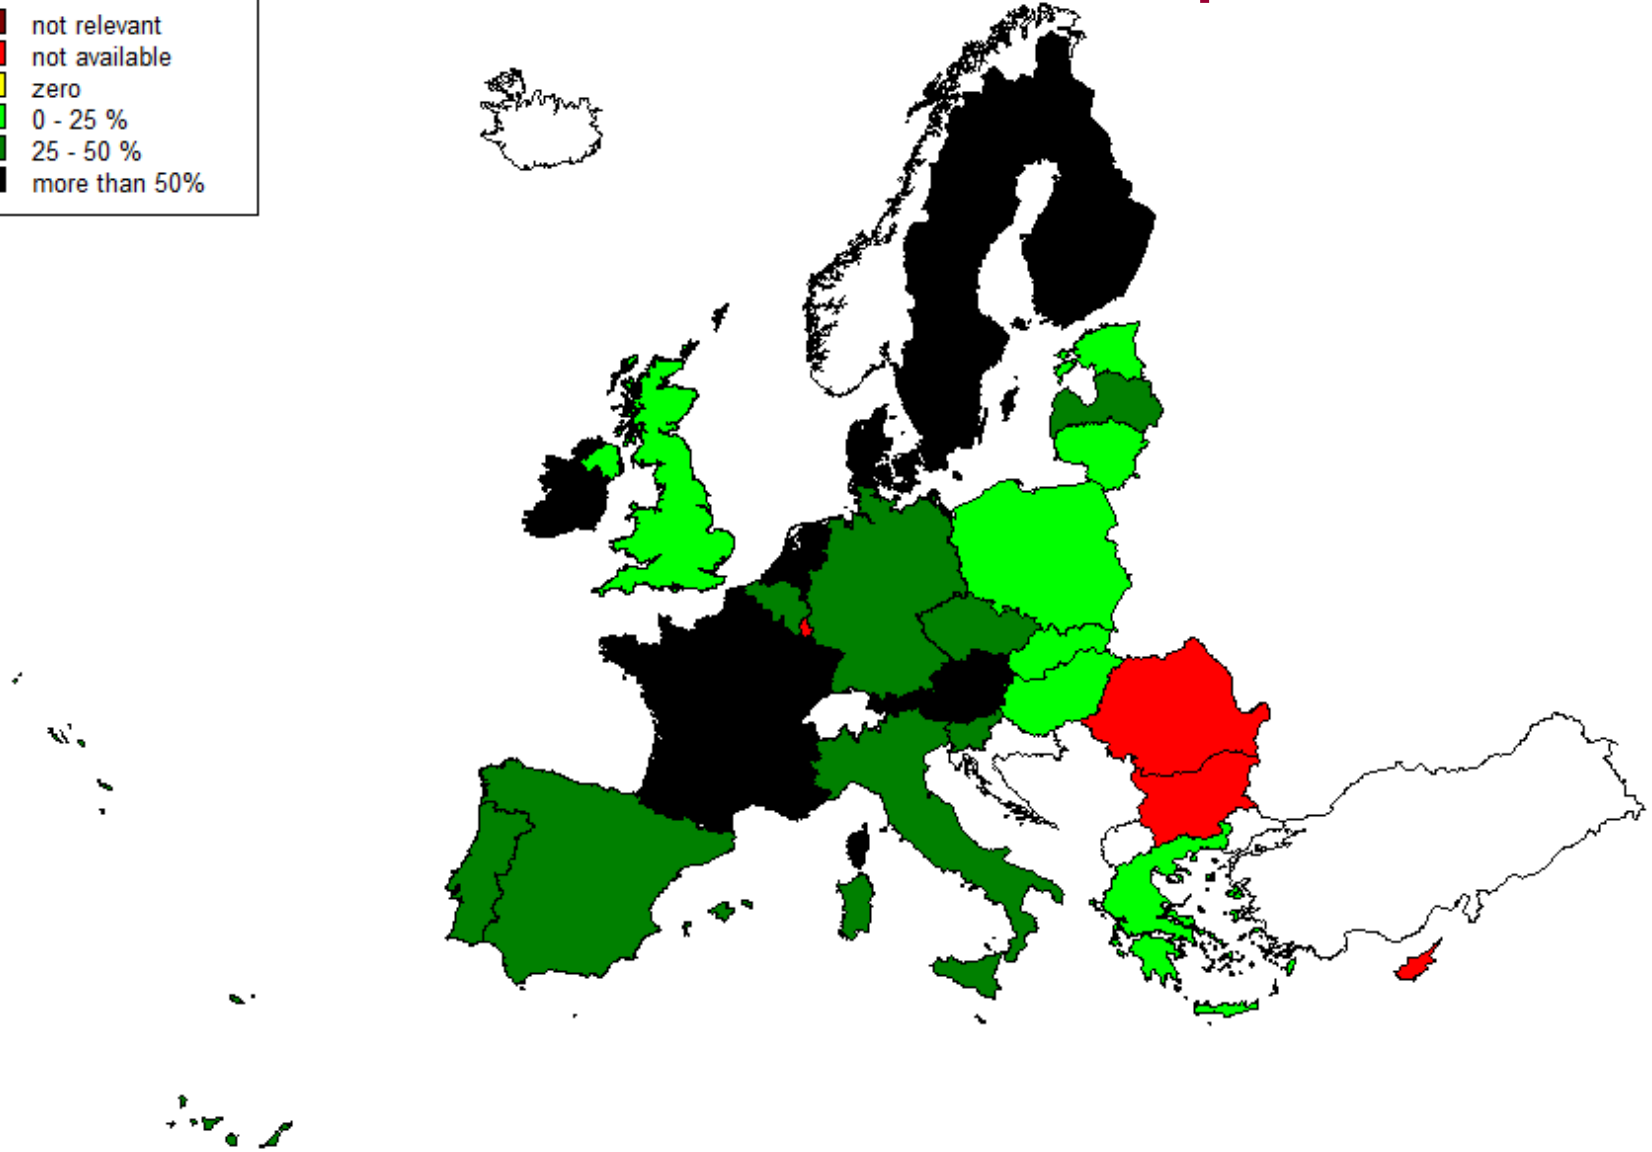 not relevant
not available
zero
0 - 25 %
25 - 50 %
more than 50%